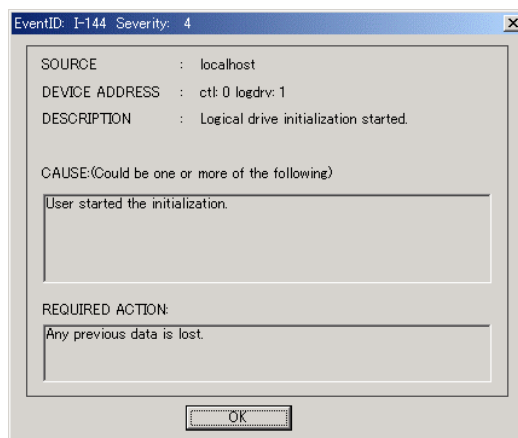 EventID: I-144 Severity: 4
SOURCE : localhost
DEVICE ADDRESS : ctl: 0 logdrv: 1
DESCRIPTION : Logical drive initialization started.
CAUSE:(Could be one or more of the following)
User started the initialization.
REQUIRED ACTION:
Any previous data is lost.
OK